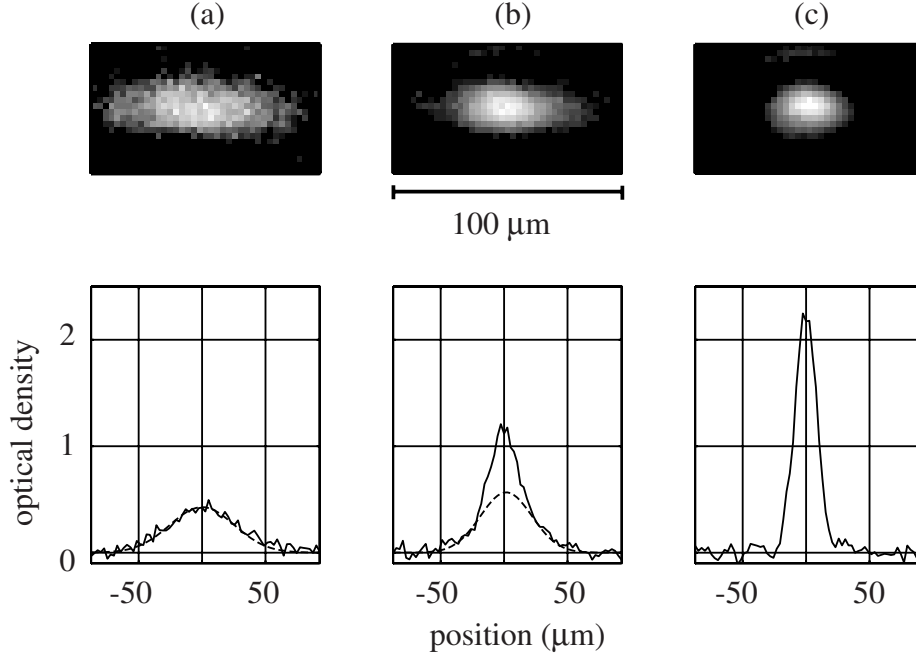 (a) (b) (c)
100 μm
optical density
2
1
0
-50 50 -50 50 -50 50
position (μm)